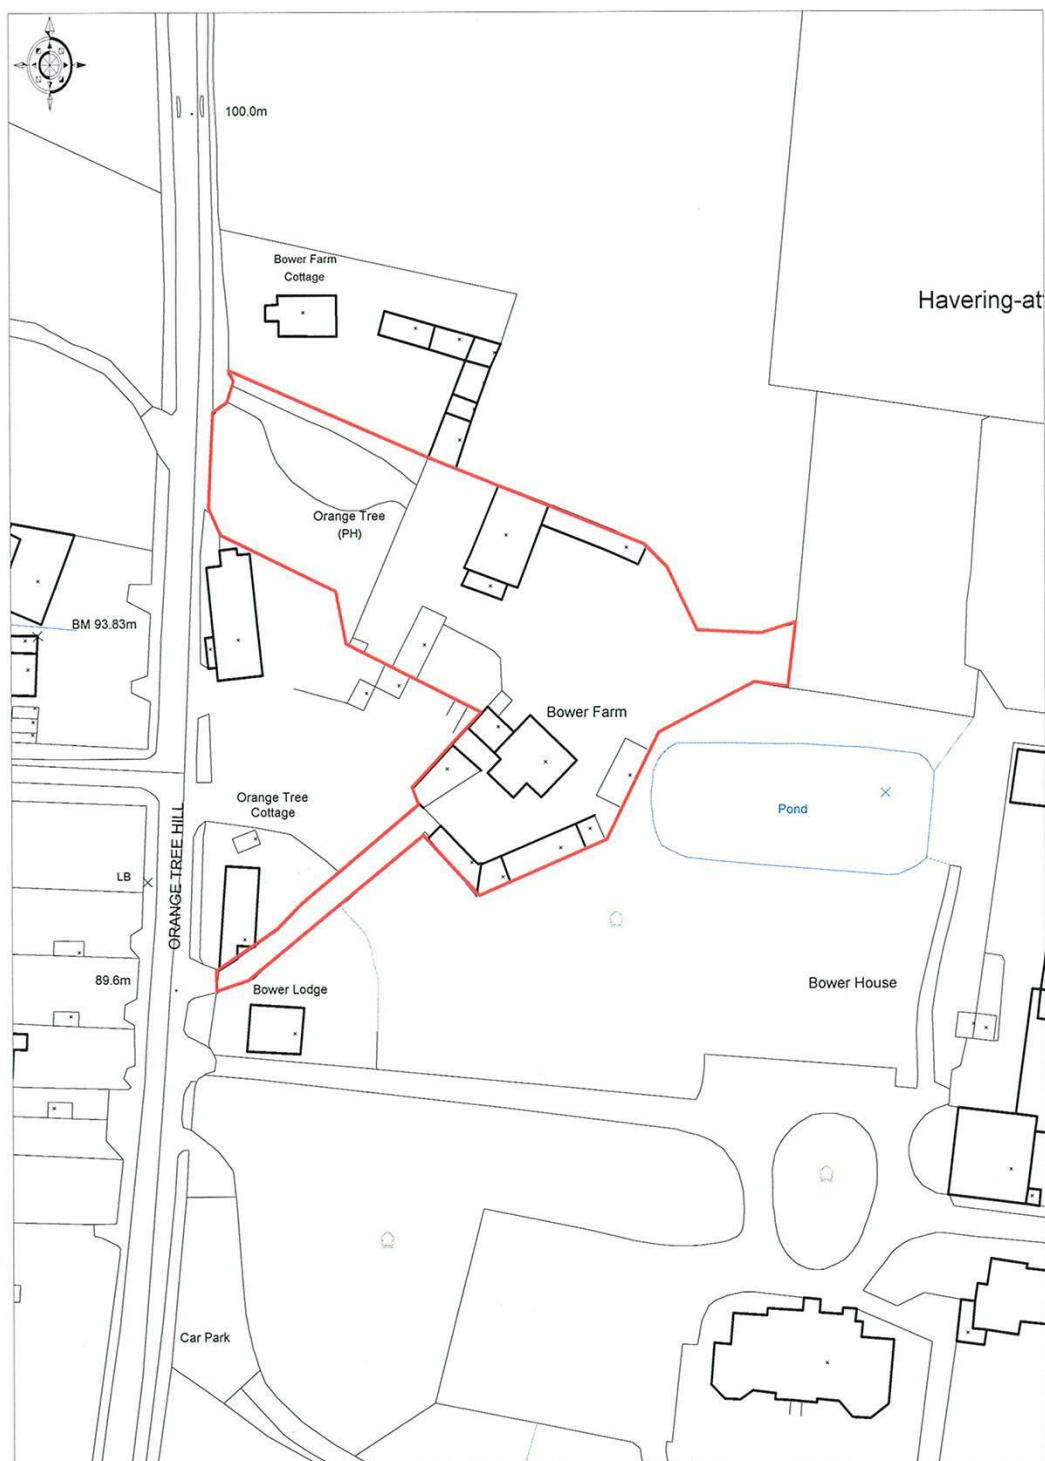 100.0m
Bower Farm
Cottage
Havering-at
Orange Tree
(PH)
BM 93.83m
Bower Farm
Orange Tree
Cottage
Pond
LB
ORANGE TREE HILL
89.6m
Bower Lodge
Bower House
Car Park